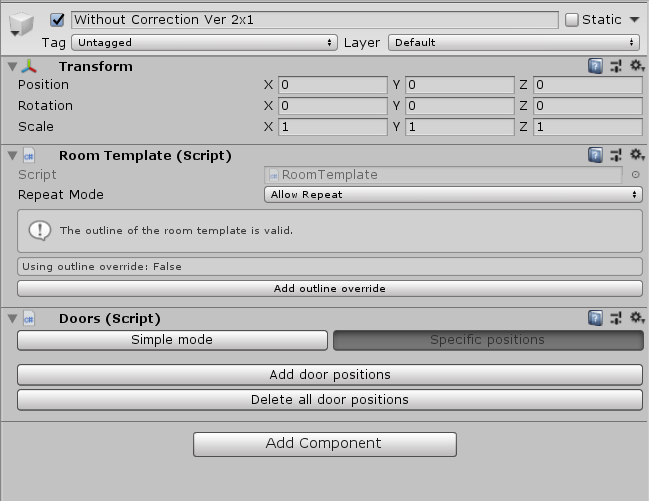 Without Correction Ver 2x1 Static
Tag Untagged Layer Default
Transform
Position X 0 Y 0 Z 0
Rotation X 0 Y 0 Z 0
Scale X 1 Y 1 Z 1
Room Template (Script)
Script RoomTemplate
Repeat Mode Allow Repeat
The outline of the room template is valid.
Using outline override: False
Add outline override
Doors (Script)
Simple mode Specific positions
Add door positions
Delete all door positions
Add Component